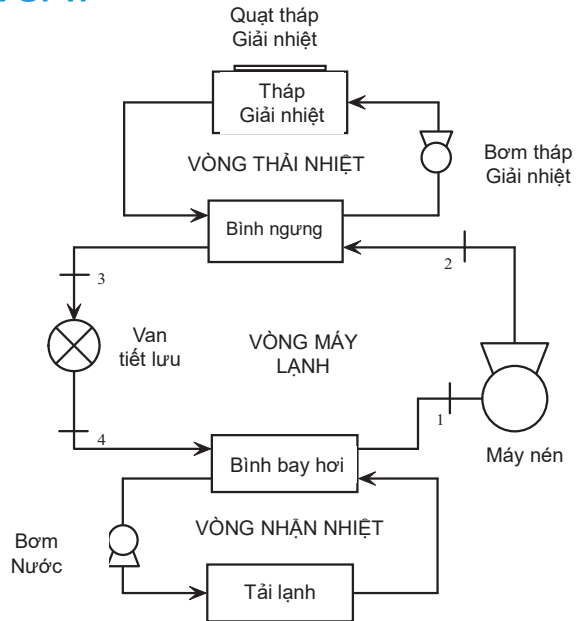 Quạt tháp
Giải nhiệt
Tháp
Giải nhiệt
VÒNG THẢI NHIỆT
Bơm tháp
Giải nhiệt
Bình ngưng
2
3
Van
tiết lưu
VÒNG MÁY
LẠNH
4
1
Máy nén
Bình bay hơi
VÒNG NHẬN NHIỆT
Bơm
Nước
Tải lạnh